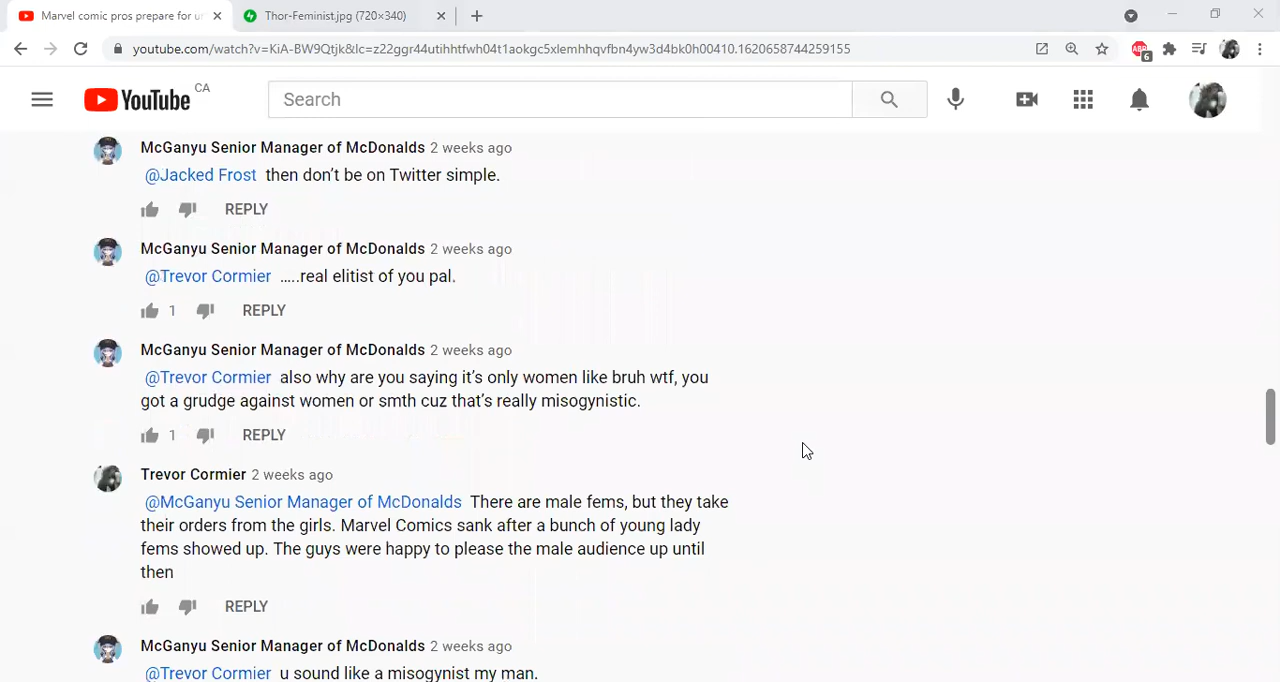 Marvel comic pros prepare for u
Thor-Feminist.jpg (720×340)
youtube.com/watch?v=KiA-BW9Qtjk&lc=z22ggr44utihhtfwh04t1aokgc5xlemhhqvfbn4yw3d4bk0h00410.1620658744259155
ABP
6
YouTube CA
Search
McGanyu Senior Manager of McDonalds 2 weeks ago
@Jacked Frost then don’t be on Twitter simple.
REPLY
McGanyu Senior Manager of McDonalds 2 weeks ago
@Trevor Cormier …..real elitist of you pal.
1 REPLY
McGanyu Senior Manager of McDonalds 2 weeks ago
@Trevor Cormier also why are you saying it’s only women like bruh wtf, you
got a grudge against women or smth cuz that’s really misogynistic.
1 REPLY
Trevor Cormier 2 weeks ago
@McGanyu Senior Manager of McDonalds There are male fems, but they take
their orders from the girls. Marvel Comics sank after a bunch of young lady
fems showed up. The guys were happy to please the male audience up until
then
REPLY
McGanyu Senior Manager of McDonalds 2 weeks ago
@Trevor Cormier u sound like a misogynist my man.